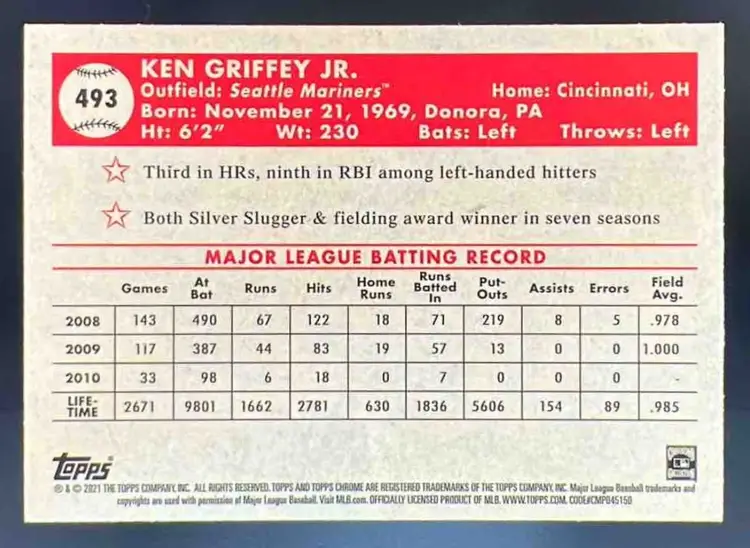 493
KEN GRIFFEY JR.
Outfield: Seattle Mariners™ Home: Cincinnati, OH
Born: November 21, 1969, Donora, PA
Ht: 6'2" Wt: 230 Bats: Left Throws: Left
Third in HRs, ninth in RBI among left-handed hitters
Both Silver Slugger & fielding award winner in seven seasons
MAJOR LEAGUE BATTING RECORD
Games At Bat Runs Hits Home Runs Runs Batted In Put-Outs Assists Errors Field Avg.
2008 143 490 67 122 18 71 219 8 5 .978
2009 117 387 44 83 19 57 13 0 0 1.000
2010 33 98 6 18 0 7 0 0 0 -
LIFE-TIME 2671 9801 1662 2781 630 1836 5606 154 89 .985
Topps
® & © 2021 THE TOPPS COMPANY, INC. ALL RIGHTS RESERVED. TOPPS AND TOPPS CHROME ARE REGISTERED TRADEMARKS OF THE TOPPS COMPANY, INC. Major League Baseball trademarks and
copyrights are used with permission of Major League Baseball. Visit MLB.com. OFFICIALLY LICENSED PRODUCT OF MLB. WWW.TOPPS.COM. CODE#CMP045150